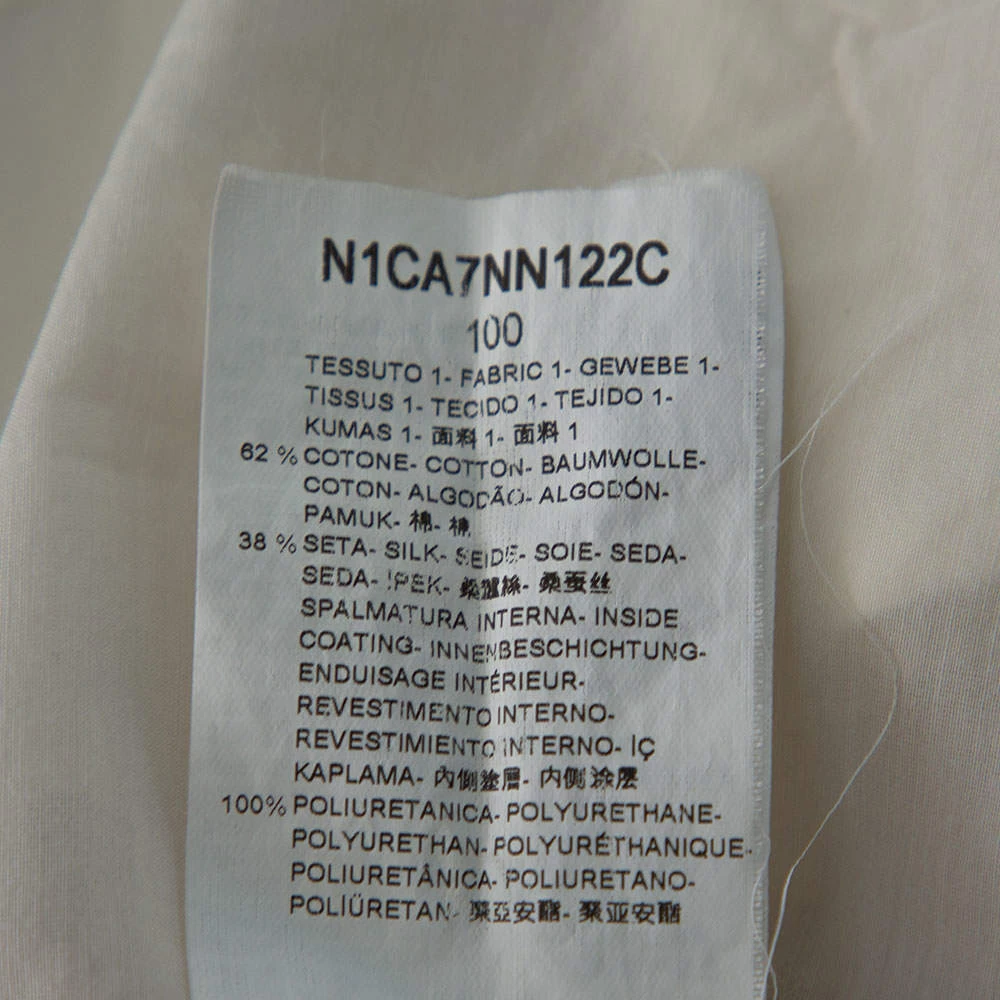 N1CA7NN122C
100
TESSUTO 1- FABRIC 1- GEWEBE 1-
TISSUS 1- TECIDO 1- TEJIDO 1-
KUMAS 1- 面料 1- 面料 1
62 % COTONE- COTTON- BAUMWOLLE-
COTON- ALGODÃO- ALGODÓN-
PAMUK- 棉- 棉
38 % SETA- SILK- SEIDE- SOIE- SEDA-
SEDA- İPEK- 桑蠶絲- 桑蚕丝
SPALMATURA INTERNA- INSIDE
COATING- INNENBESCHICHTUNG-
ENDUISAGE INTÉRIEUR-
REVESTIMENTO INTERNO-
REVESTIMIENTO INTERNO- İÇ
KAPLAMA- 內側塗層- 内侧涂层
100% POLIURETANICA- POLYURETHANE-
POLYURETHAN- POLYURÉTHANIQUE-
POLIURETÂNICA- POLIURETANO-
POLİÜRETAN- 聚亞安酯- 聚亚安酯